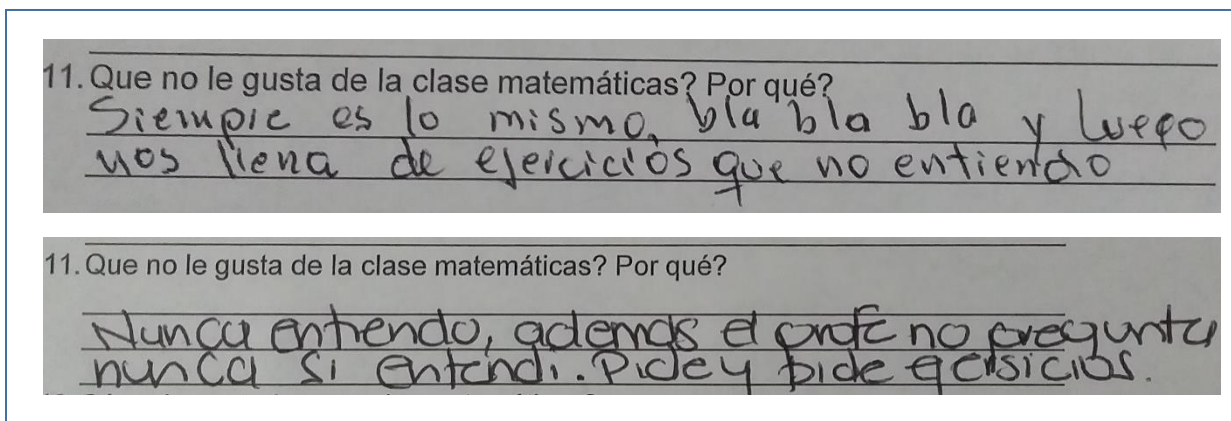 11. Que no le gusta de la clase matemáticas? Por qué?
Siempre es lo mismo, bla bla bla y luego
nos llena de ejercicios que no entiendo
11. Que no le gusta de la clase matemáticas? Por qué?
Nunca entiendo, ademas el profe no pregunta
nunca si entendi. Pide y pide ejersicios.